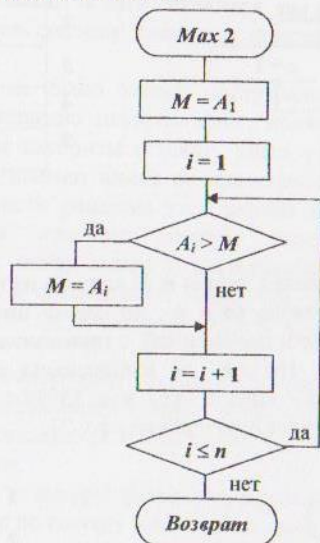 Max 2
M = A₁
i = 1
Aᵢ > M
да
M = Aᵢ
нет
i = i + 1
i ≤ n
да
нет
Возврат